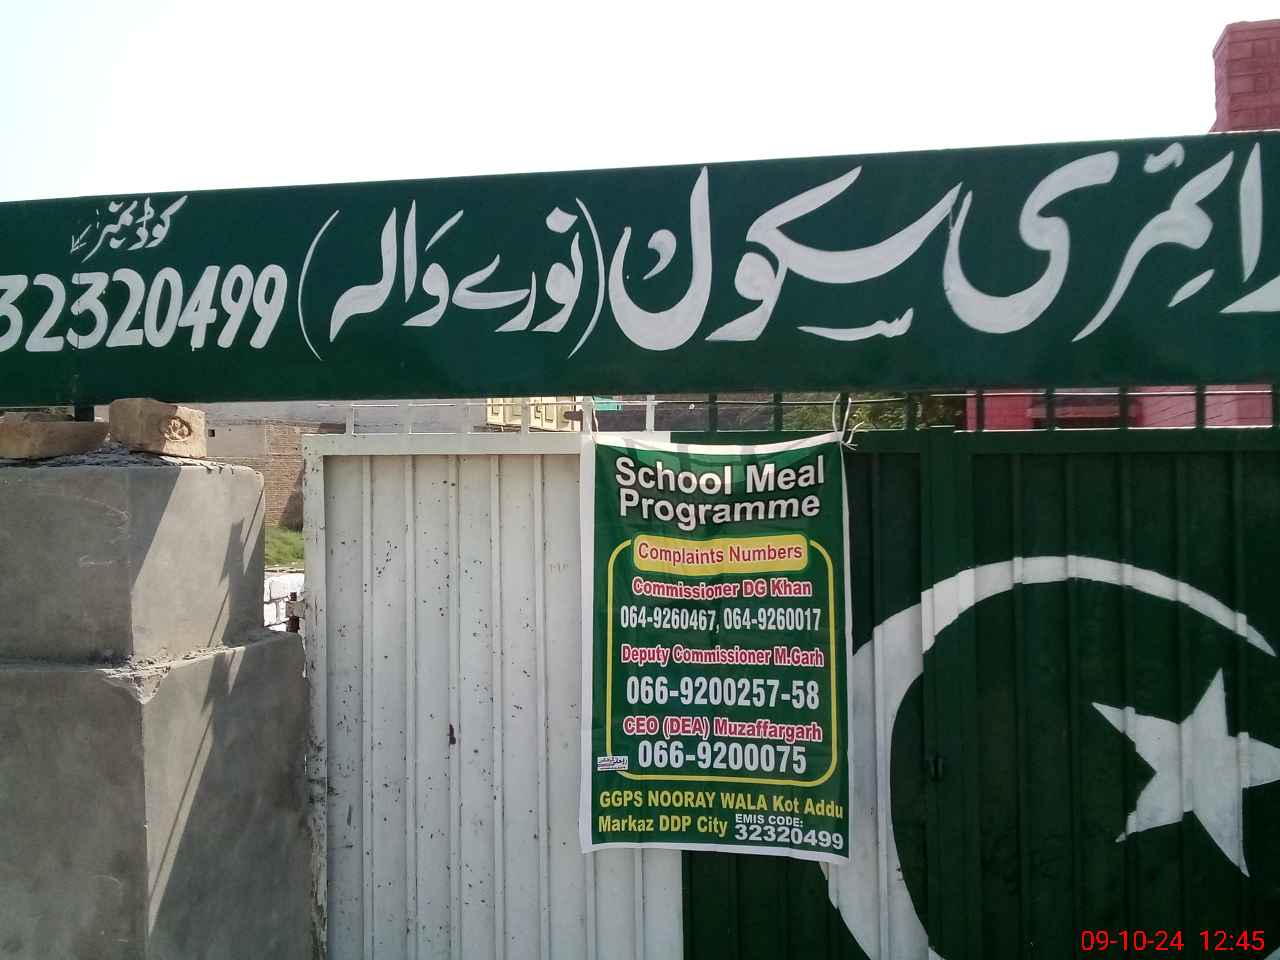 رائمری سکول (نورے والہ)
کوڈ نمبر
32320499
School Meal
Programme
Complaints Numbers
Commissioner DG Khan
064-9260467, 064-9260017
Deputy Commissioner M.Garh
066-9200257-58
CEO (DEA) Muzaffargarh
066-9200075
GGPS NOORAY WALA Kot Addu
Markaz DDP City EMIS CODE:
32320499
09-10-24 12:45